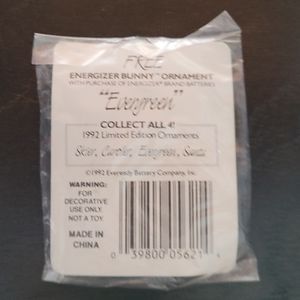 FREE
ENERGIZER BUNNY™ ORNAMENT
WITH PURCHASE OF ENERGIZER® BRAND BATTERIES
"Evergreen"
COLLECT ALL 4!
1992 Limited Edition Ornaments
Skier, Caroler, Evergreen, Santa
©1992 Eveready Battery Company, Inc.
WARNING:
FOR
DECORATIVE
USE ONLY.
NOT A TOY.
MADE IN
CHINA
0 39800 05621 4